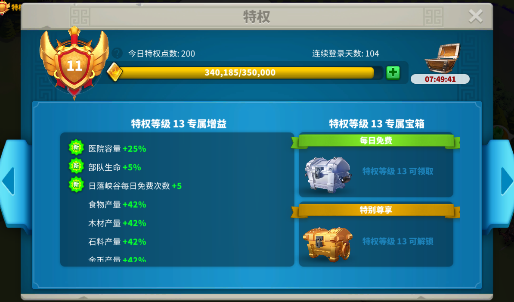 特权
11
今日特权点数: 200
连续登录天数: 104
340,185/350,000
07:49:41
特权等级 13 专属增益
新 医院容量 +25%
新 部队生命 +5%
新 日落峡谷每日免费次数 +5
食物产量 +42%
木材产量 +42%
石料产量 +42%
金币产量 +42%
特权等级 13 专属宝箱
每日免费
特权等级 13 可领取
特别尊享
特权等级 13 可解锁